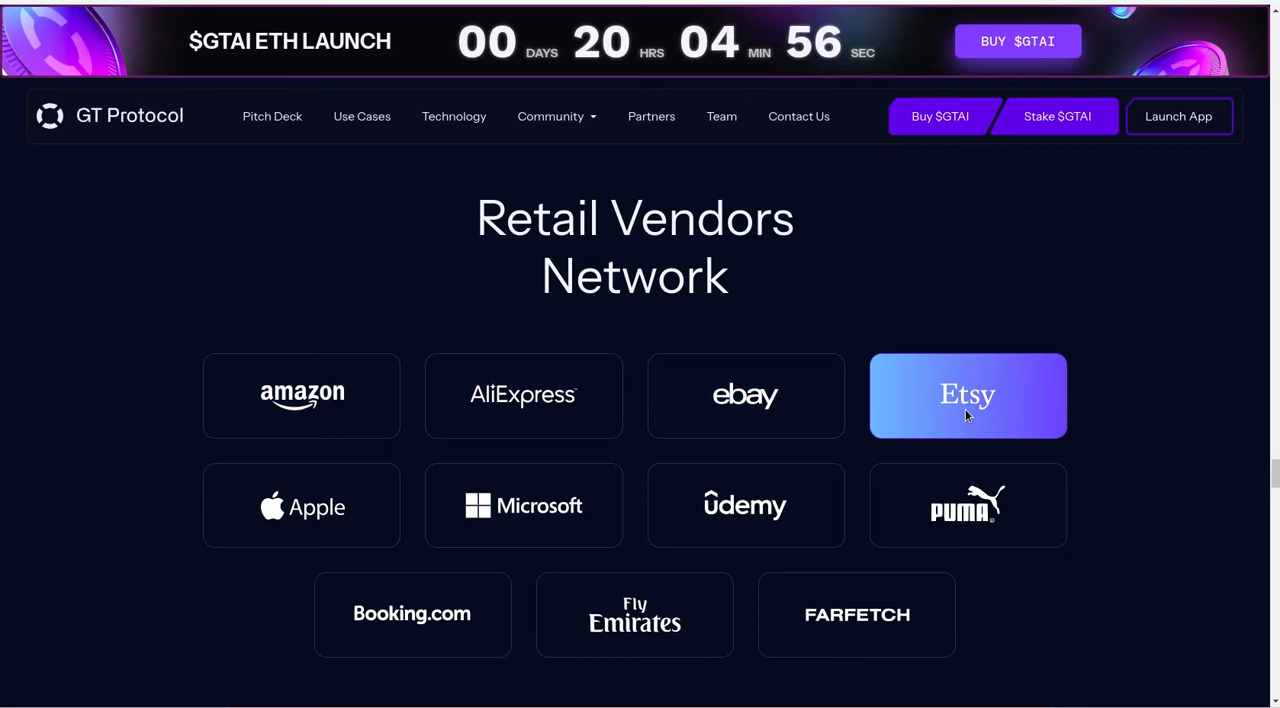 $GTAI ETH LAUNCH 00 DAYS 20 HRS 04 MIN 56 SEC BUY $GTAI
GT Protocol Pitch Deck Use Cases Technology Community Partners Team Contact Us Buy $GTAI Stake $GTAI Launch App
Retail Vendors
Network
amazon AliExpress™ ebay Etsy
Apple Microsoft ûdemy PUMA®
Booking.com Fly Emirates FARFETCH